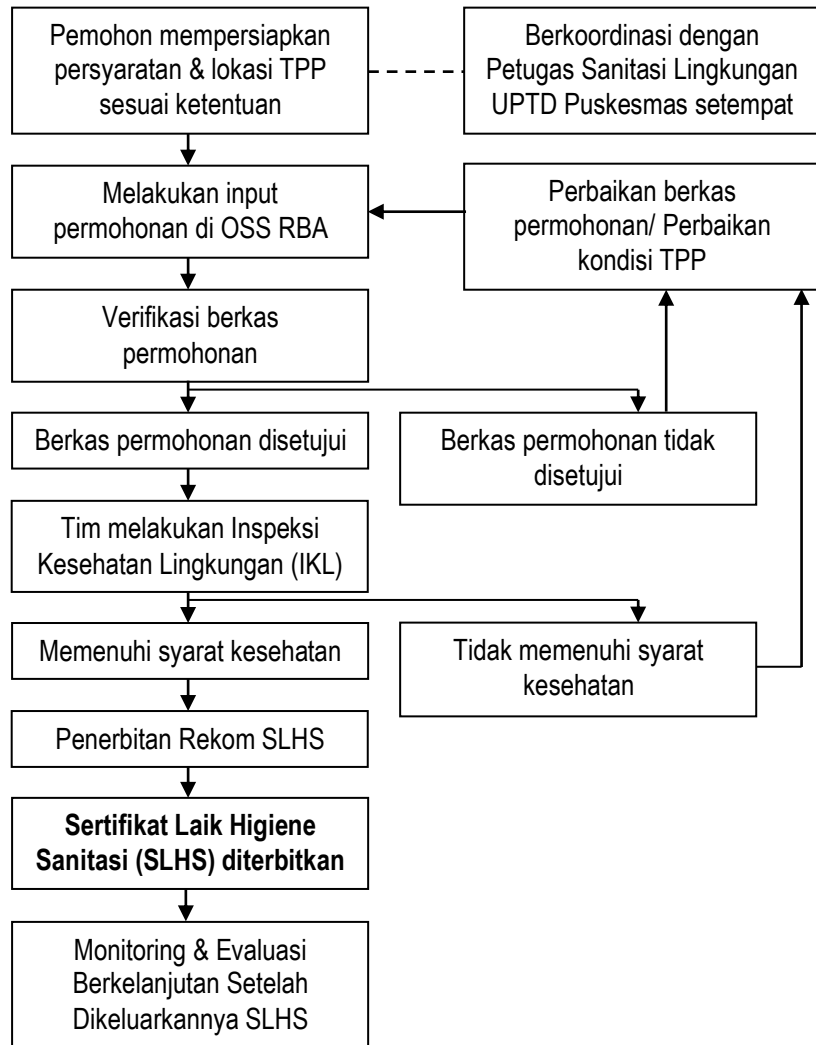 Pemohon mempersiapkan
persyaratan & lokasi TPP
sesuai ketentuan
Berkoordinasi dengan
Petugas Sanitasi Lingkungan
UPTD Puskesmas setempat
Melakukan input
permohonan di OSS RBA
Perbaikan berkas
permohonan/ Perbaikan
kondisi TPP
Verifikasi berkas
permohonan
Berkas permohonan disetujui
Berkas permohonan tidak
disetujui
Tim melakukan Inspeksi
Kesehatan Lingkungan (IKL)
Memenuhi syarat kesehatan
Tidak memenuhi syarat
kesehatan
Penerbitan Rekom SLHS
Sertifikat Laik Higiene
Sanitasi (SLHS) diterbitkan
Monitoring & Evaluasi
Berkelanjutan Setelah
Dikeluarkannya SLHS